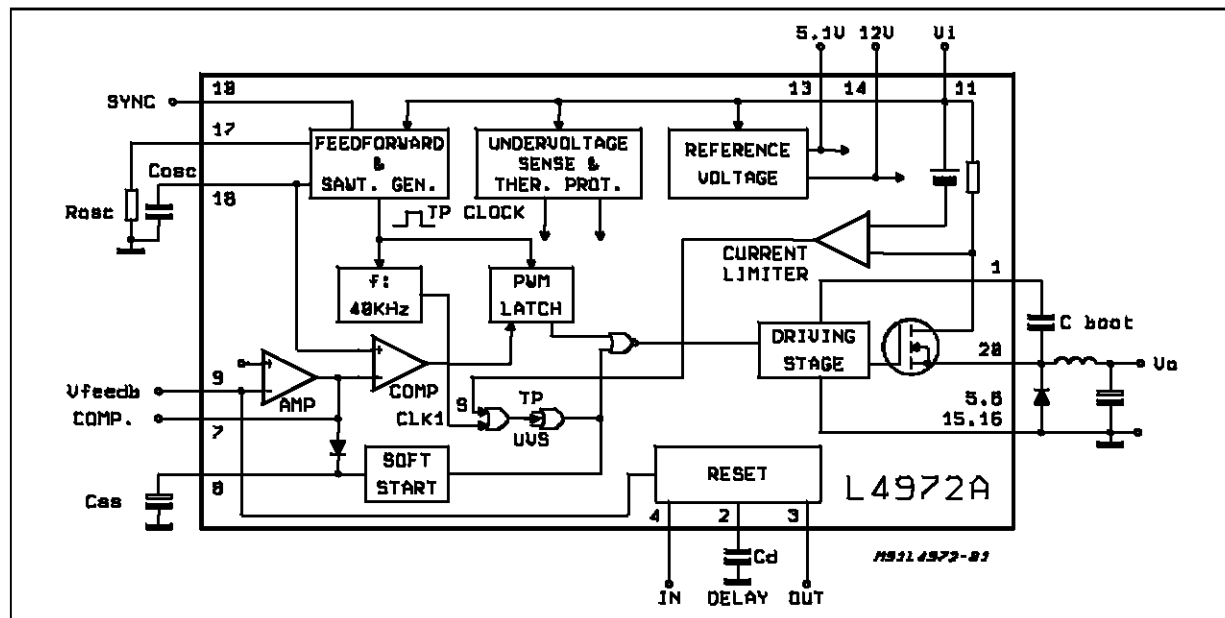 5.1V 12V Vi
13 14 11
SYNC
18
17
FEEDFORWARD
&
SAWT. GEN.
UNDERVOLTAGE
SENSE &
THER. PROT.
REFERENCE
VOLTAGE
Cosc
18
Rosc
TP CLOCK
CURRENT
LIMITER
1
f:
40KHz
PWM
LATCH
DRIVING
STAGE
C boot
20
Vo
+
-
AMP
+
-
COMP
9
Vfeedb
COMP.
7
S
CLK1
TP
UVS
5.6
15.16
SOFT
START
8
Css
RESET
L4972A
4 2 3
Cd
IN DELAY OUT